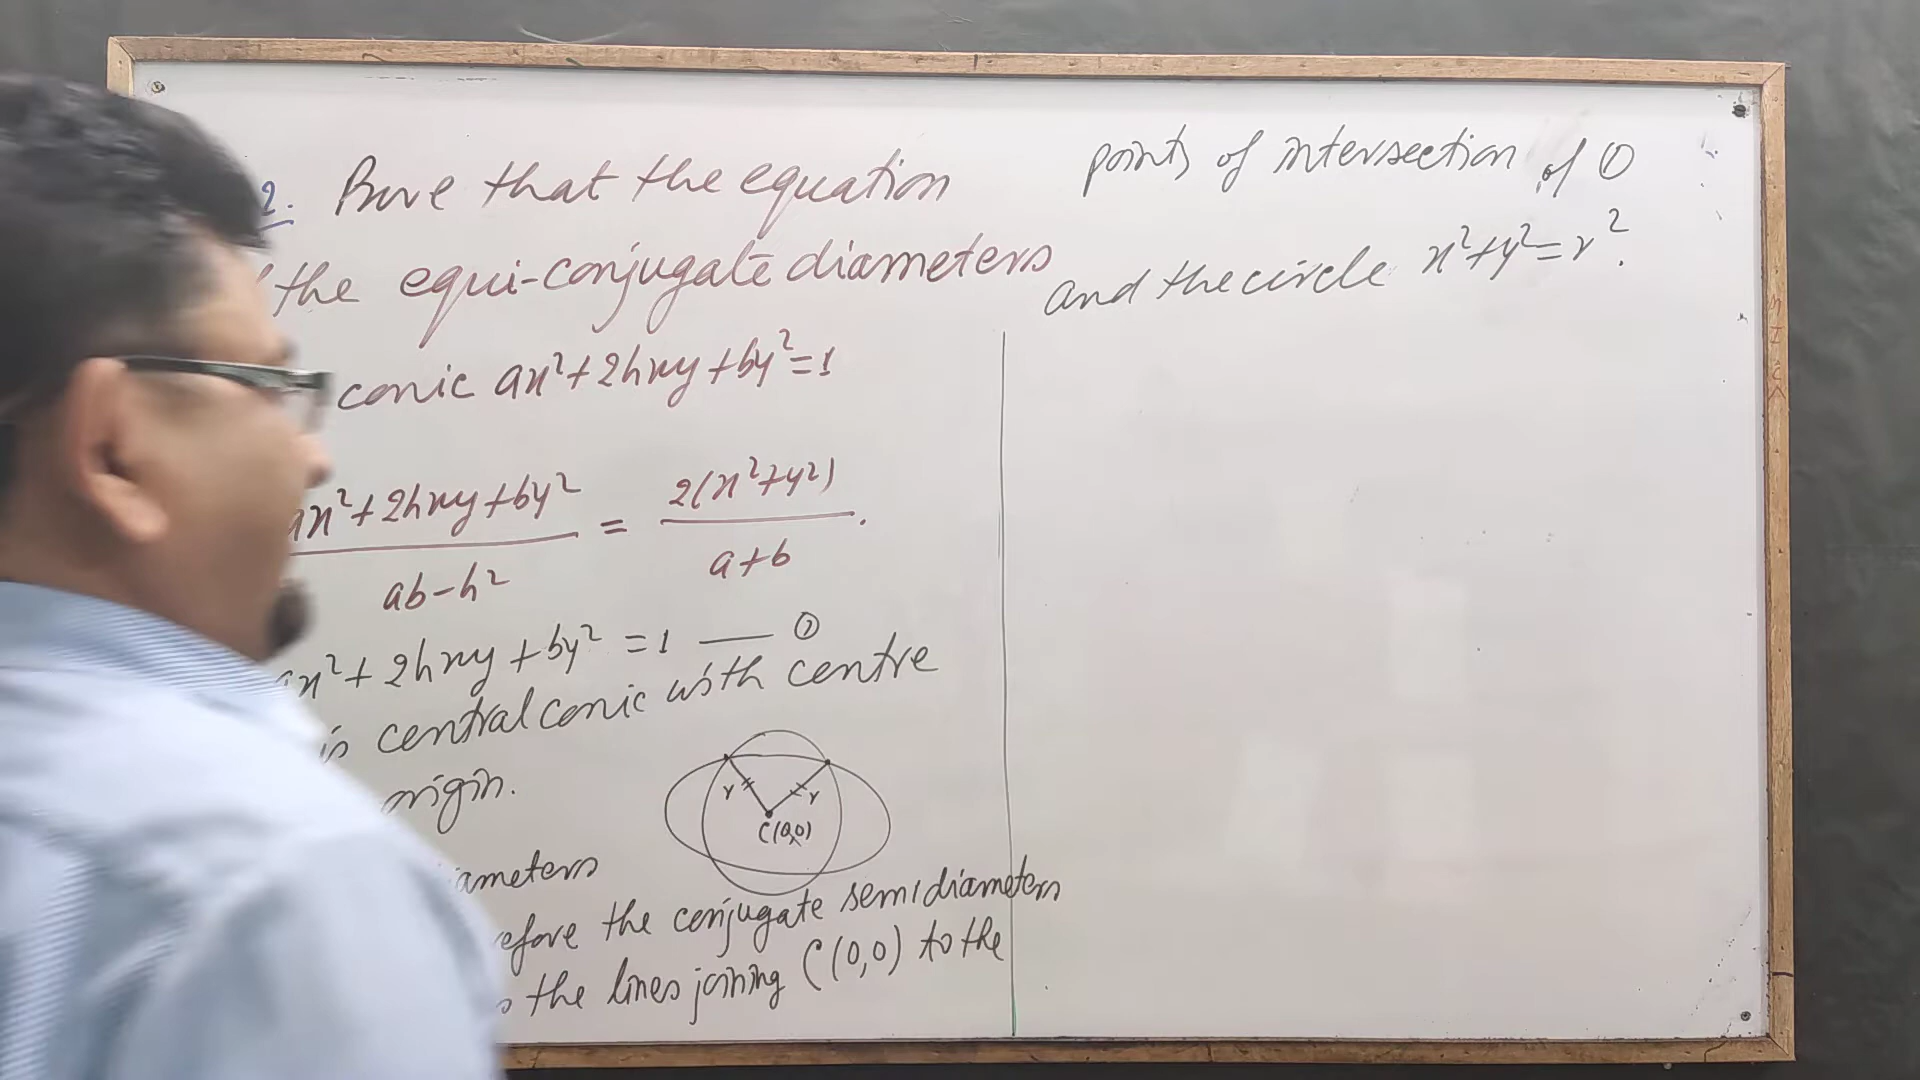 2. Prove that the equation
the equi-conjugate diameters
conic ax²+2hxy+by²=1
ax²+2hxy+by² / ab-h² = 2(x²+y²) / a+b .
ax²+2hxy+by² =1 — ①
is central conic with centre
origin.
r r
C(0,0)
ameters
efore the conjugate semidiameters
the lines joining C(0,0) to the
points of intersection of ①
and the circle x²+y²=r².